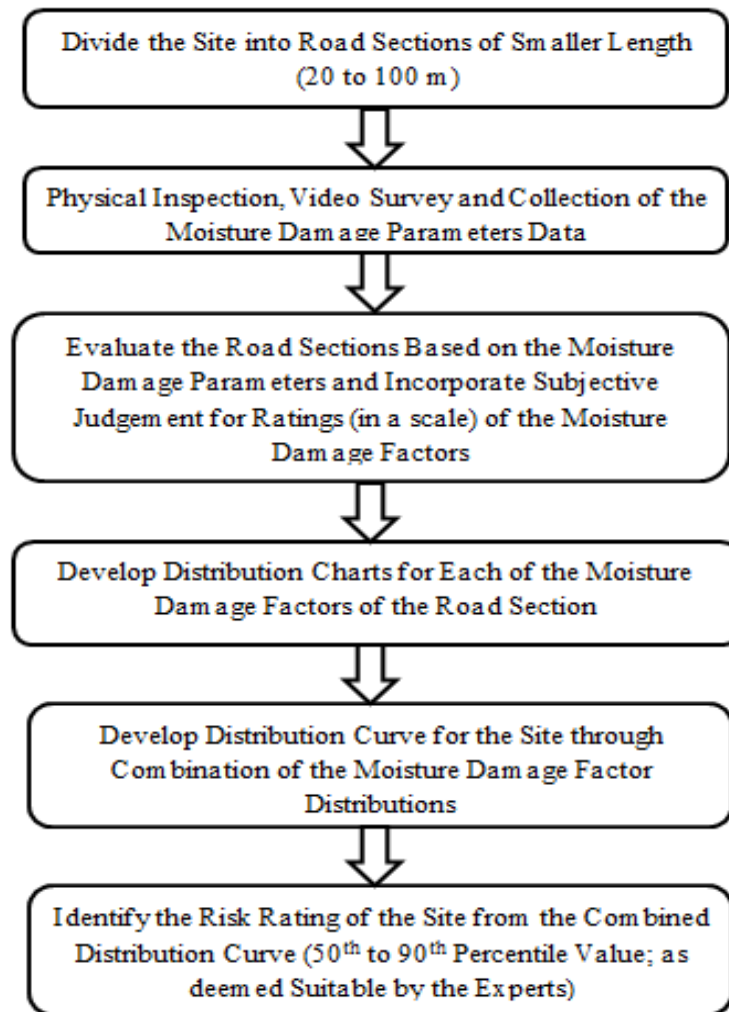 Divide the Site into Road Sections of Smaller Length
(20 to 100 m)
Physical Inspection, Video Survey and Collection of the
Moisture Damage Parameters Data
Evaluate the Road Sections Based on the Moisture
Damage Parameters and Incorporate Subjective
Judgement for Ratings (in a scale) of the Moisture
Damage Factors
Develop Distribution Charts for Each of the Moisture
Damage Factors of the Road Section
Develop Distribution Curve for the Site through
Combination of the Moisture Damage Factor
Distributions
Identify the Risk Rating of the Site from the Combined
Distribution Curve (50th to 90th Percentile Value; as
deemed Suitable by the Experts)